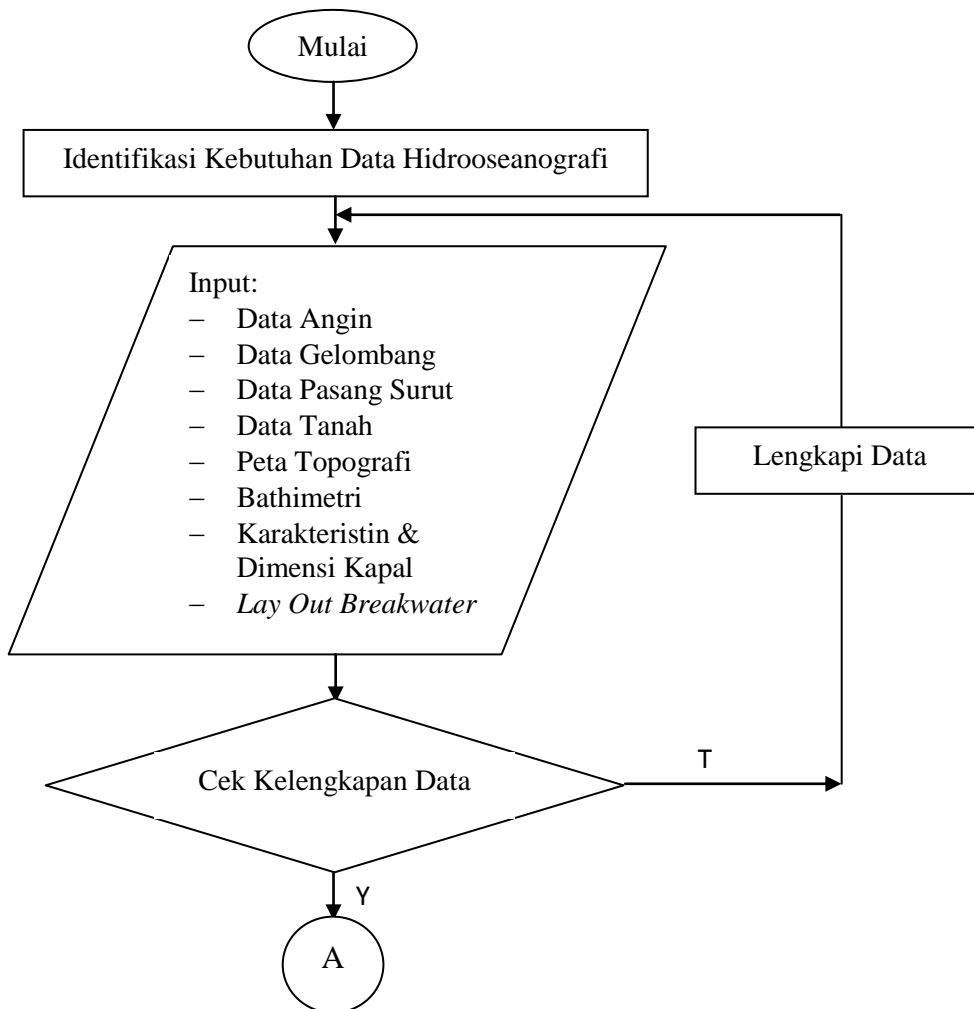 Mulai
Identifikasi Kebutuhan Data Hidrooseanografi
Input:
– Data Angin
– Data Gelombang
– Data Pasang Surut
– Data Tanah
– Peta Topografi
– Bathimetri
– Karakteristin &
Dimensi Kapal
– Lay Out Breakwater
Lengkapi Data
Cek Kelengkapan Data
T
Y
A